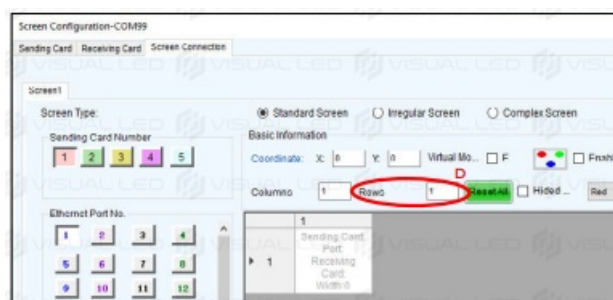 Screen Configuration-COM99
Sending Card Receiving Card Screen Connection
Screen1
Screen Type: Standard Screen Irregular Screen Complex Screen
Sending Card Number Basic Information
1 2 3 4 5 Coordinate: X: 0 Y: 0 Virtual Mo... F Enabl
D
Columns 1 Rows 1 Reset All Hided ... Red
Ethernet Port No.
1 2 3 4
5 6 7 8
9 10 11 12
1
1 Sending Card:
Port:
Receiving
Card:
Width:0
VISUAL LED